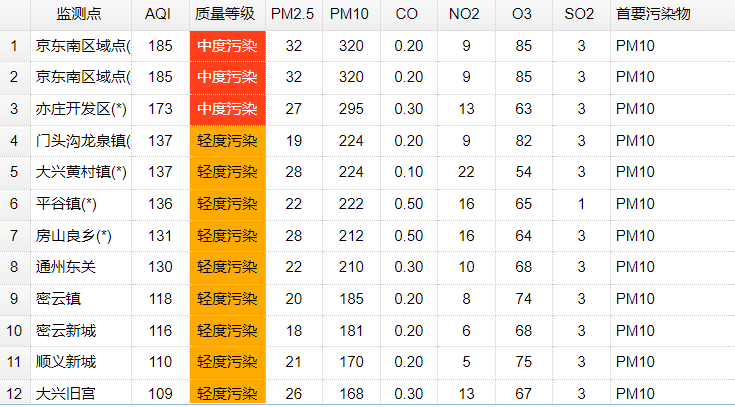 监测点 AQI 质量等级 PM2.5 PM10 CO NO2 O3 SO2 首要污染物
1 京东南区域点( 185 中度污染 32 320 0.20 9 85 3 PM10
2 京东南区域点( 185 中度污染 32 320 0.20 9 85 3 PM10
3 亦庄开发区(*) 173 中度污染 27 295 0.30 13 63 3 PM10
4 门头沟龙泉镇( 137 轻度污染 19 224 0.20 9 82 3 PM10
5 大兴黄村镇(*) 137 轻度污染 28 224 0.10 22 54 3 PM10
6 平谷镇(*) 136 轻度污染 22 222 0.50 16 65 1 PM10
7 房山良乡(*) 131 轻度污染 28 212 0.50 16 64 3 PM10
8 通州东关 130 轻度污染 22 210 0.30 10 68 3 PM10
9 密云镇 118 轻度污染 20 185 0.20 8 74 3 PM10
10 密云新城 116 轻度污染 18 181 0.20 6 68 3 PM10
11 顺义新城 110 轻度污染 21 170 0.20 5 75 3 PM10
12 大兴旧宫 109 轻度污染 26 168 0.30 13 67 3 PM10